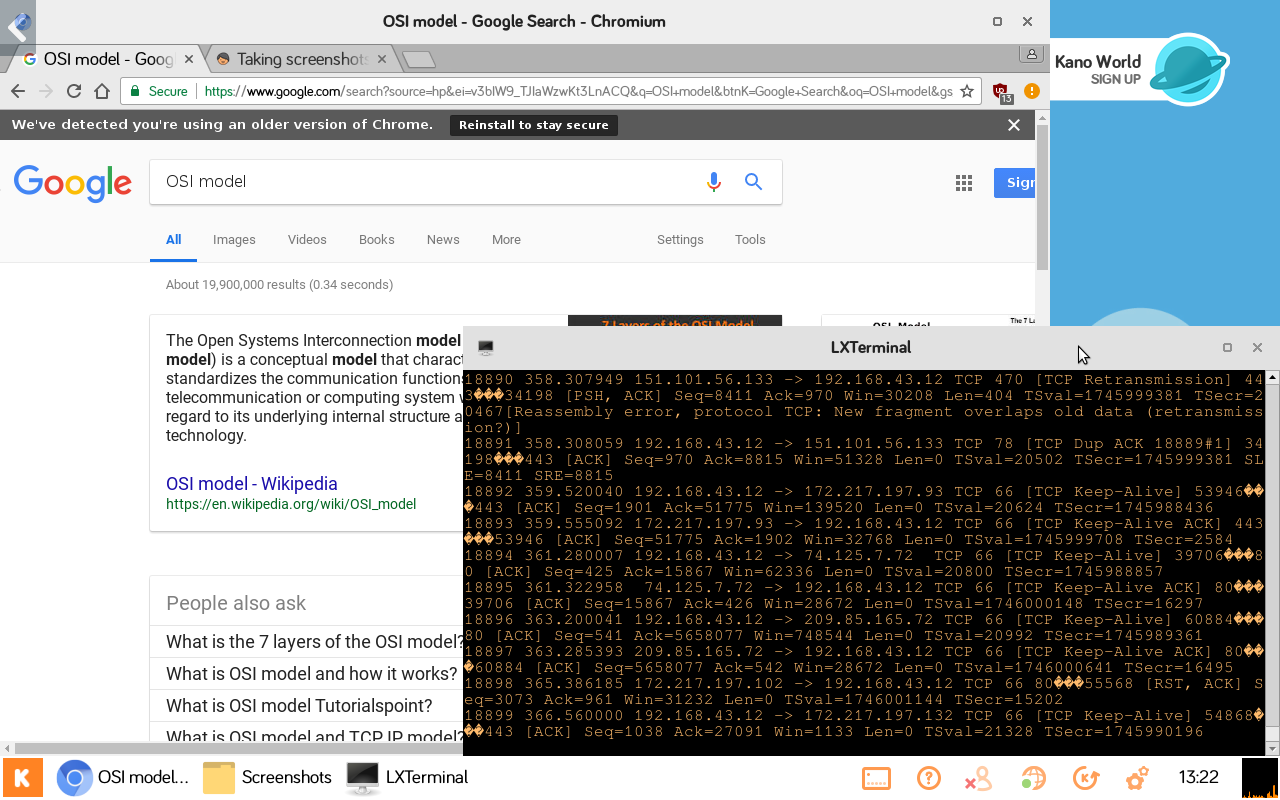 OSI model - Google Search - Chromium
OSI model - Goog
Taking screenshots
Kano World
SIGN UP
Secure
https://www.google.com/search?source=hp&ei=v3bIW9_TJIaWzwKt3LnACQ&q=OSI+model&btnK=Google+Search&oq=OSI+model&gs
13
We've detected you're using an older version of Chrome.
Reinstall to stay secure
Google
OSI model
Sign
All
Images
Videos
Books
News
More
Settings
Tools
About 19,900,000 results (0.34 seconds)
The Open Systems Interconnection model
model) is a conceptual model that charact
standardizes the communication functions
telecommunication or computing system w
regard to its underlying internal structure a
technology.
7 Layers of the OSI Model
OSI Model
The 7 La
OSI model - Wikipedia
https://en.wikipedia.org/wiki/OSI_model
People also ask
What is the 7 layers of the OSI model?
What is OSI model and how it works?
What is OSI model Tutorialspoint?
What is OSI model and TCP IP model?
LXTerminal
18890 358.307949 151.101.56.133 -> 192.168.43.12 TCP 470 [TCP Retransmission] 44
3���34198 [PSH, ACK] Seq=8411 Ack=970 Win=30208 Len=404 TSval=1745999381 TSecr=2
0467[Reassembly error, protocol TCP: New fragment overlaps old data (retransmiss
ion?)]
18891 358.308059 192.168.43.12 -> 151.101.56.133 TCP 78 [TCP Dup ACK 18889#1] 34
198���443 [ACK] Seq=970 Ack=8815 Win=51328 Len=0 TSval=20502 TSecr=1745999381 SL
E=8411 SRE=8815
18892 359.520040 192.168.43.12 -> 172.217.197.93 TCP 66 [TCP Keep-Alive] 53946��
�443 [ACK] Seq=1901 Ack=51775 Win=139520 Len=0 TSval=20624 TSecr=1745988436
18893 359.555092 172.217.197.93 -> 192.168.43.12 TCP 66 [TCP Keep-Alive ACK] 443
���53946 [ACK] Seq=51775 Ack=1902 Win=32768 Len=0 TSval=1745999708 TSecr=2584
18894 361.280007 192.168.43.12 -> 74.125.7.72 TCP 66 [TCP Keep-Alive] 39706���8
0 [ACK] Seq=425 Ack=15867 Win=62336 Len=0 TSval=20800 TSecr=1745988857
18895 361.322958 74.125.7.72 -> 192.168.43.12 TCP 66 [TCP Keep-Alive ACK] 80���
39706 [ACK] Seq=15867 Ack=426 Win=28672 Len=0 TSval=1746000148 TSecr=16297
18896 363.200041 192.168.43.12 -> 209.85.165.72 TCP 66 [TCP Keep-Alive] 60884���
80 [ACK] Seq=541 Ack=5658077 Win=748544 Len=0 TSval=20992 TSecr=1745989361
18897 363.285393 209.85.165.72 -> 192.168.43.12 TCP 66 [TCP Keep-Alive ACK] 80��
�60884 [ACK] Seq=5658077 Ack=542 Win=28672 Len=0 TSval=1746000641 TSecr=16495
18898 365.386185 172.217.197.102 -> 192.168.43.12 TCP 66 80���55568 [RST, ACK] S
eq=3073 Ack=961 Win=31232 Len=0 TSval=1746001144 TSecr=15202
18899 366.560000 192.168.43.12 -> 172.217.197.132 TCP 66 [TCP Keep-Alive] 54868�
��443 [ACK] Seq=1038 Ack=27091 Win=1133 Len=0 TSval=21328 TSecr=1745990196
K
OSI model...
Screenshots
LXTerminal
13:22